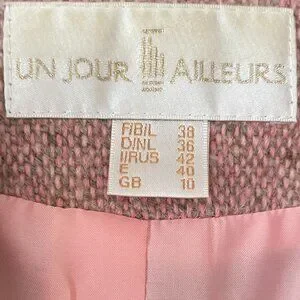 UN JOUR AILLEURS
F/B/L 38
D/NL 36
I/RUS 42
E 40
GB 10